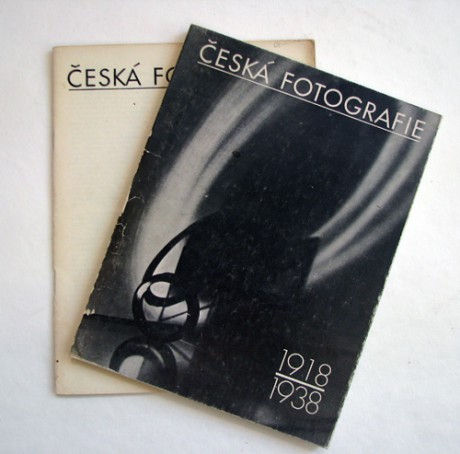 ČESKÁ FO
ČESKÁ FOTOGRAFIE
1918
1938